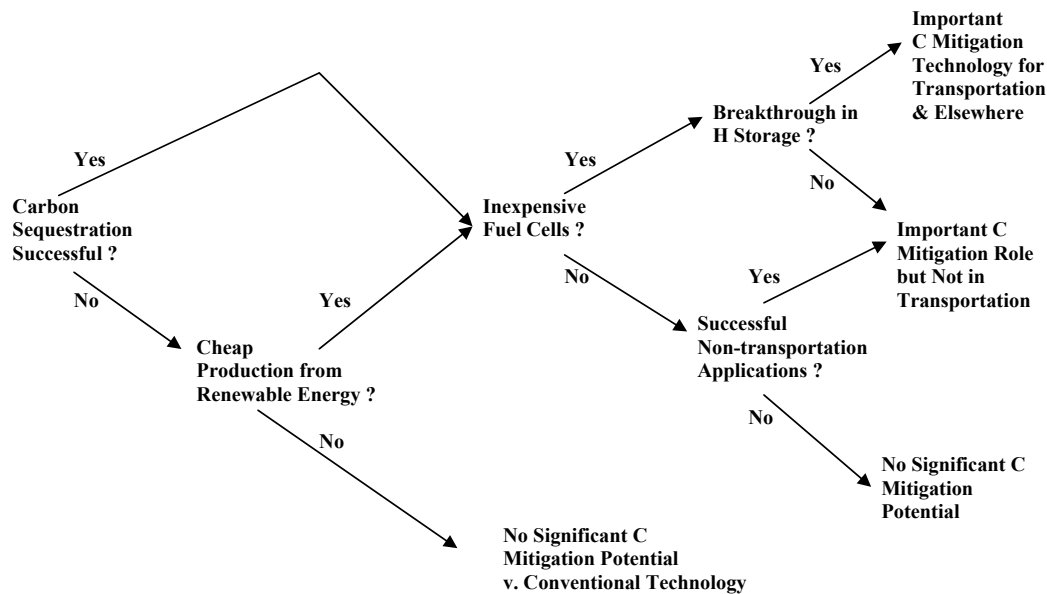 Important
C Mitigation
Technology for
Transportation
& Elsewhere
Yes
Breakthrough in
H Storage ?
Yes
Yes
No
Carbon
Sequestration
Successful ?
Inexpensive
Fuel Cells ?
Important C
Mitigation Role
but Not in
Transportation
No
Yes
No
Yes
Cheap
Production from
Renewable Energy ?
Successful
Non-transportation
Applications ?
No
No
No Significant C
Mitigation
Potential
No Significant C
Mitigation Potential
v. Conventional Technology